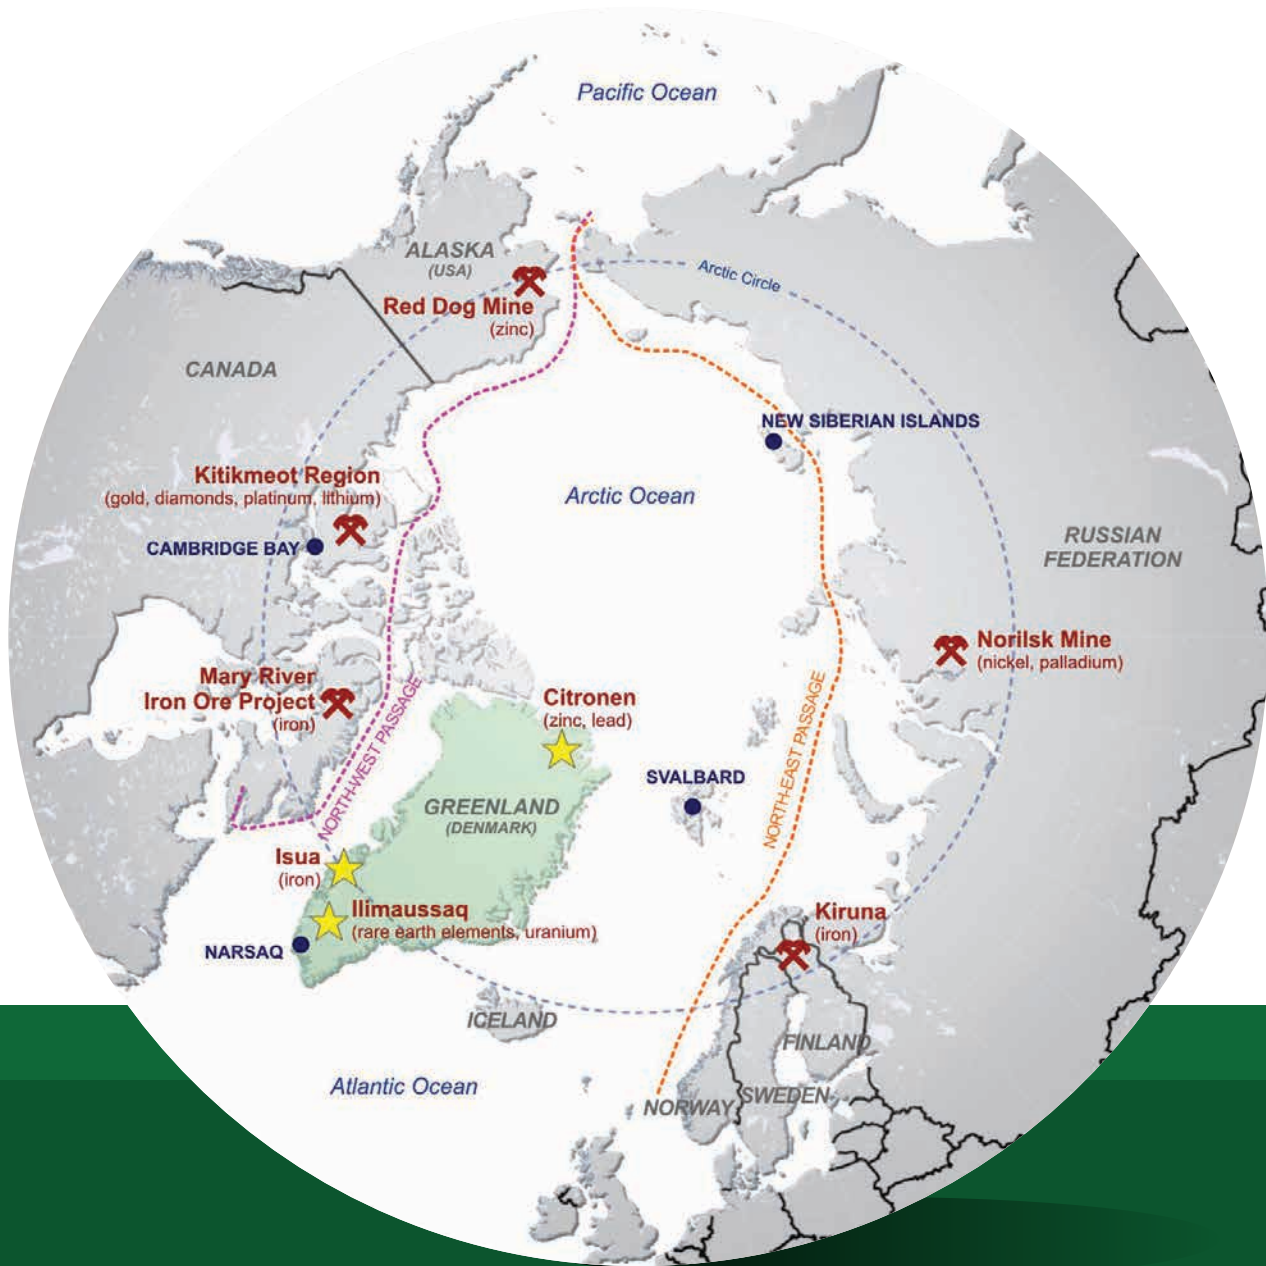 Pacific Ocean
ALASKA
(USA)
Arctic Circle
Red Dog Mine
(zinc)
CANADA
NEW SIBERIAN ISLANDS
Kitikmeot Region
(gold, diamonds, platinum, lithium)
Arctic Ocean
CAMBRIDGE BAY
RUSSIAN
FEDERATION
Norilsk Mine
(nickel, palladium)
Mary River
Iron Ore Project
(iron)
NORTH-WEST PASSAGE
Citronen
(zinc, lead)
NORTH-EAST PASSAGE
SVALBARD
GREENLAND
(DENMARK)
Isua
(iron)
Ilimaussaq
(rare earth elements, uranium)
Kiruna
(iron)
NARSAQ
ICELAND
FINLAND
Atlantic Ocean
NORWAY
SWEDEN